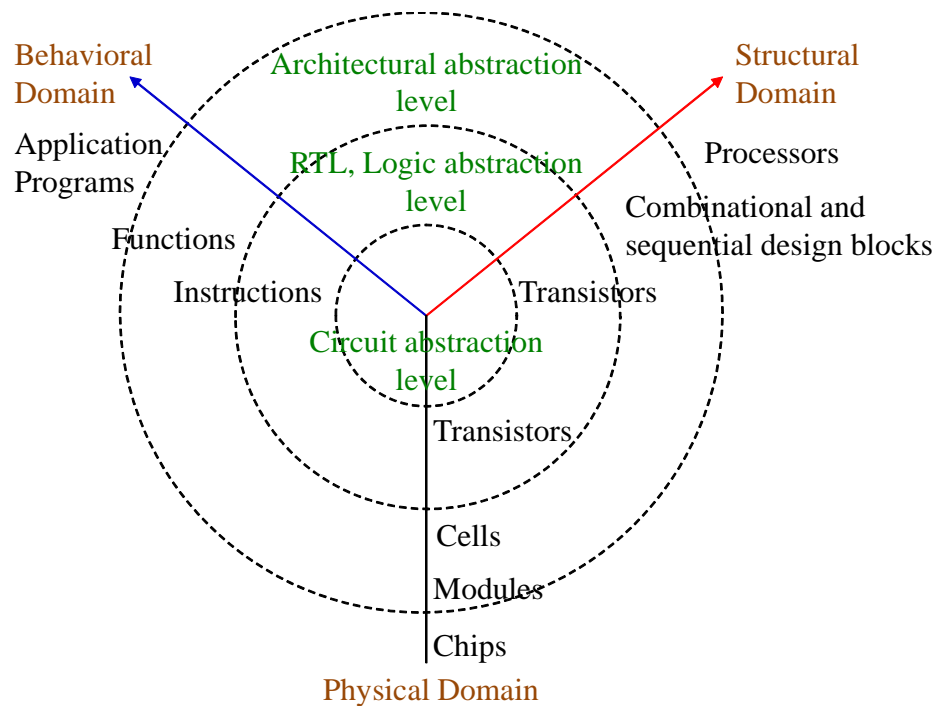 Behavioral
Domain
Architectural abstraction
level
Structural
Domain
Application
Programs
RTL, Logic abstraction
level
Processors
Functions
Combinational and
sequential design blocks
Instructions
Transistors
Circuit abstraction
level
Transistors
Cells
Modules
Chips
Physical Domain